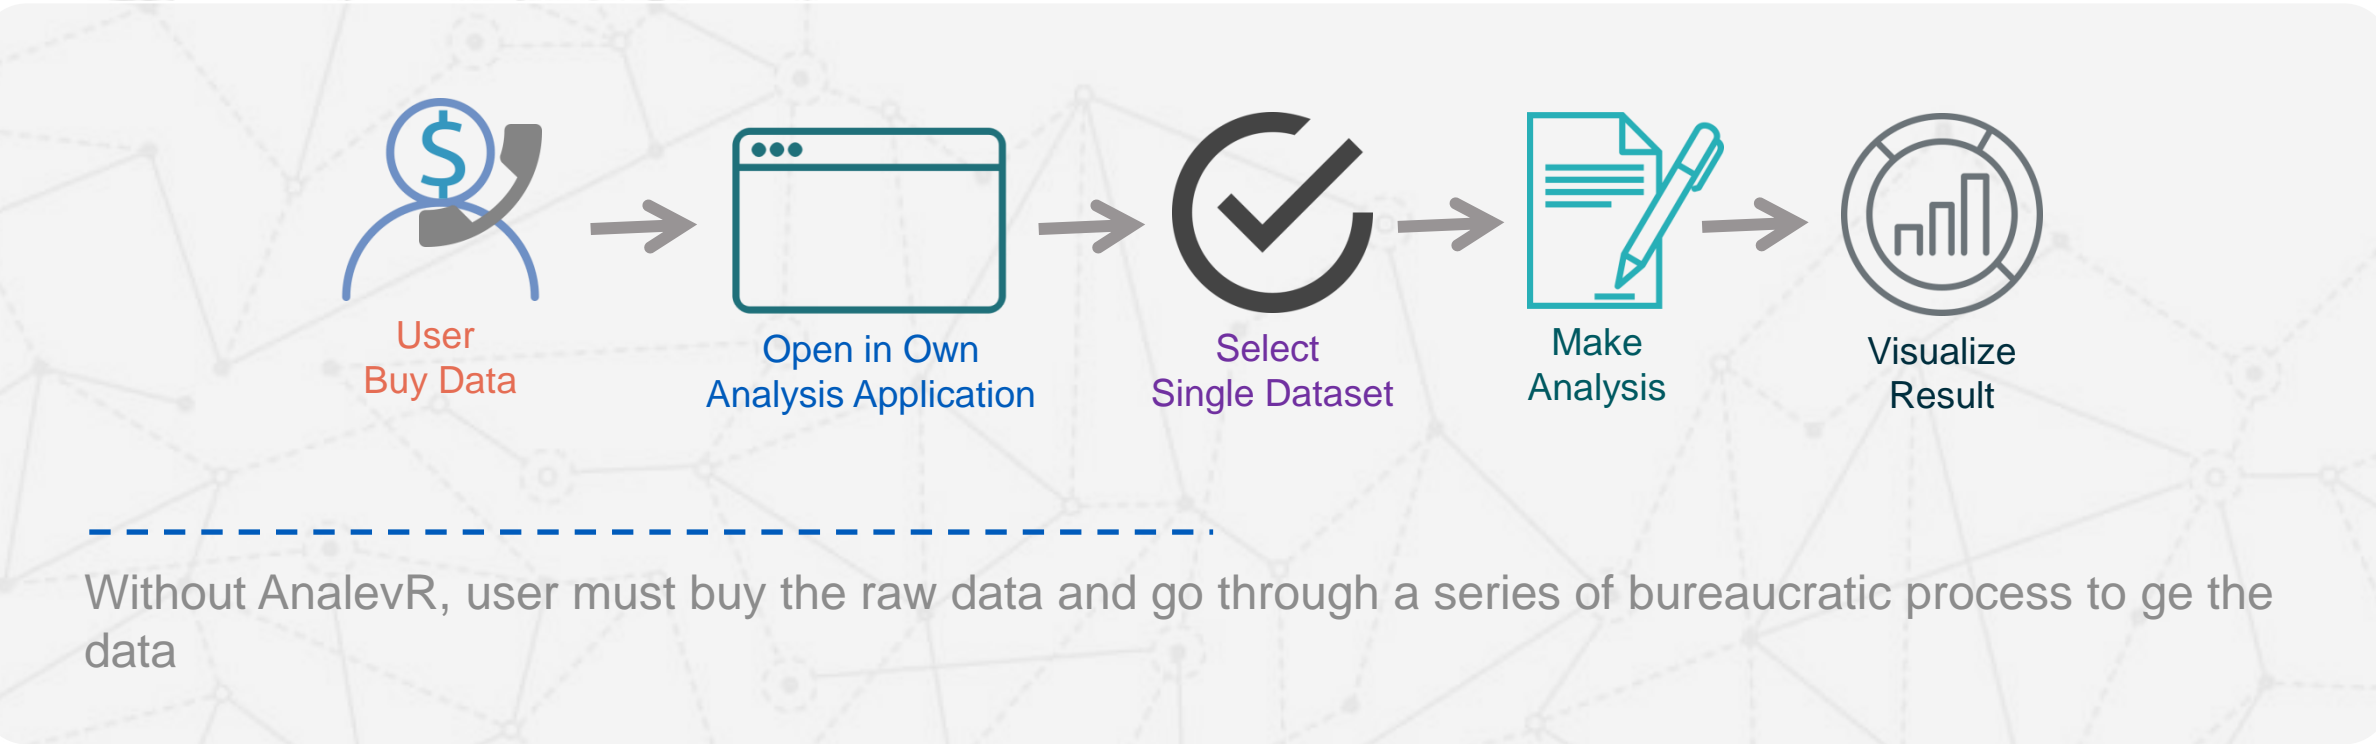 User
Buy Data
Open in Own
Analysis Application
Select
Single Dataset
Make
Analysis
Visualize
Result
Without AnalevR, user must buy the raw data and go through a series of bureaucratic process to ge the
data